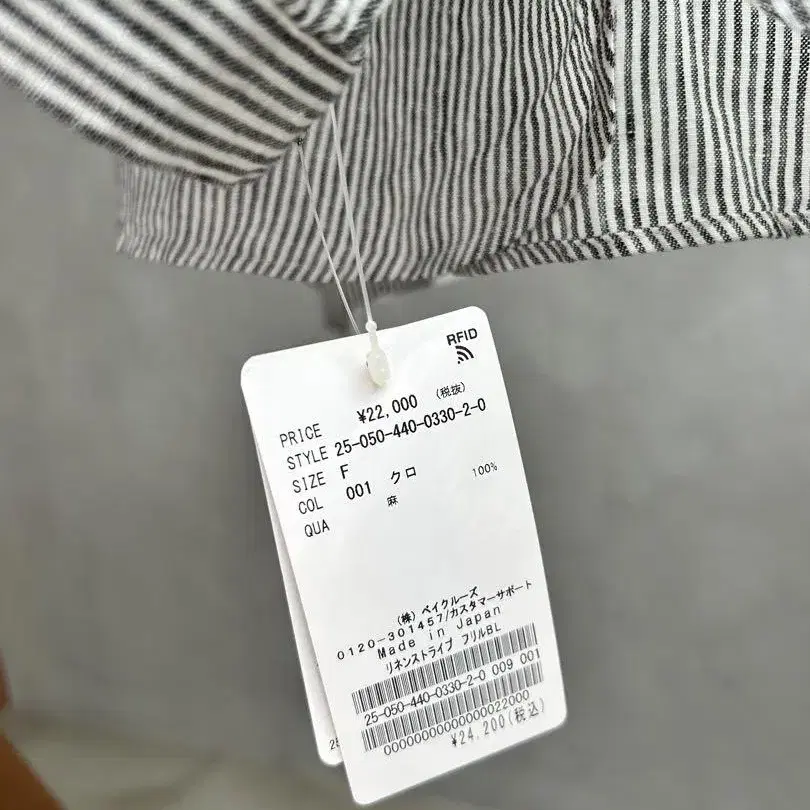 RFID
PRICE ¥22,000 (税抜)
STYLE 25-050-440-0330-2-0
SIZE F
COL 001 クロ
QUA 麻 100%
(株) ベイクルーズ
0120-301457/カスタマーサポート
Made in Japan
リネンストライプ フリルBL
25-050-440-0330-2-0 009 001
0000000000000022000
¥24,200(税込)
25